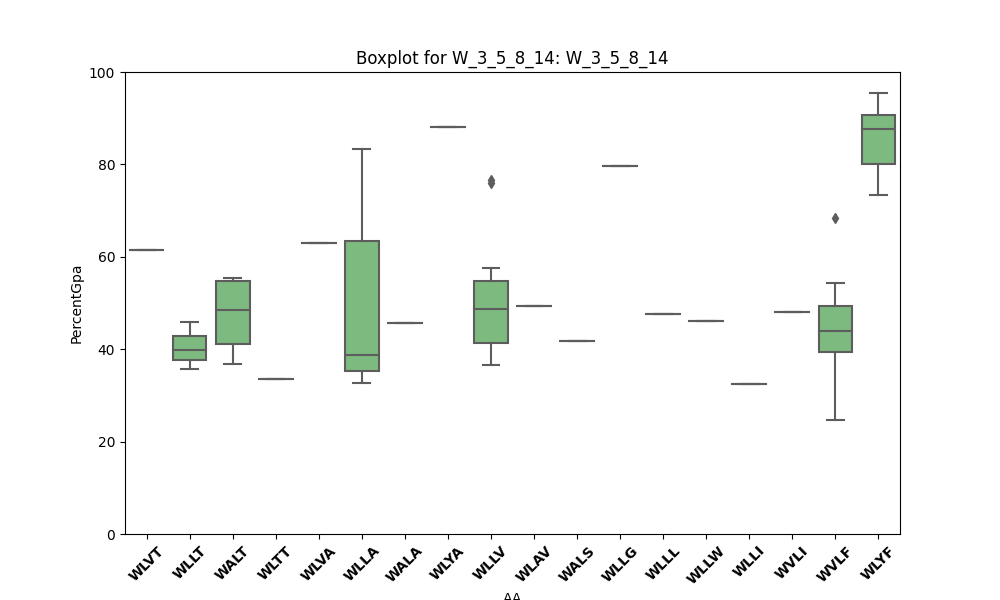 Boxplot for W_3_5_8_14: W_3_5_8_14
100
80
60
40
20
0
PercentGpa
WLVT
WLLT
WALT
WLTT
WLVA
WLLA
WALA
WLYA
WLLV
WLAV
WALS
WLLG
WLLL
WLLW
WLLI
WVLI
WVLF
WLYF
AA